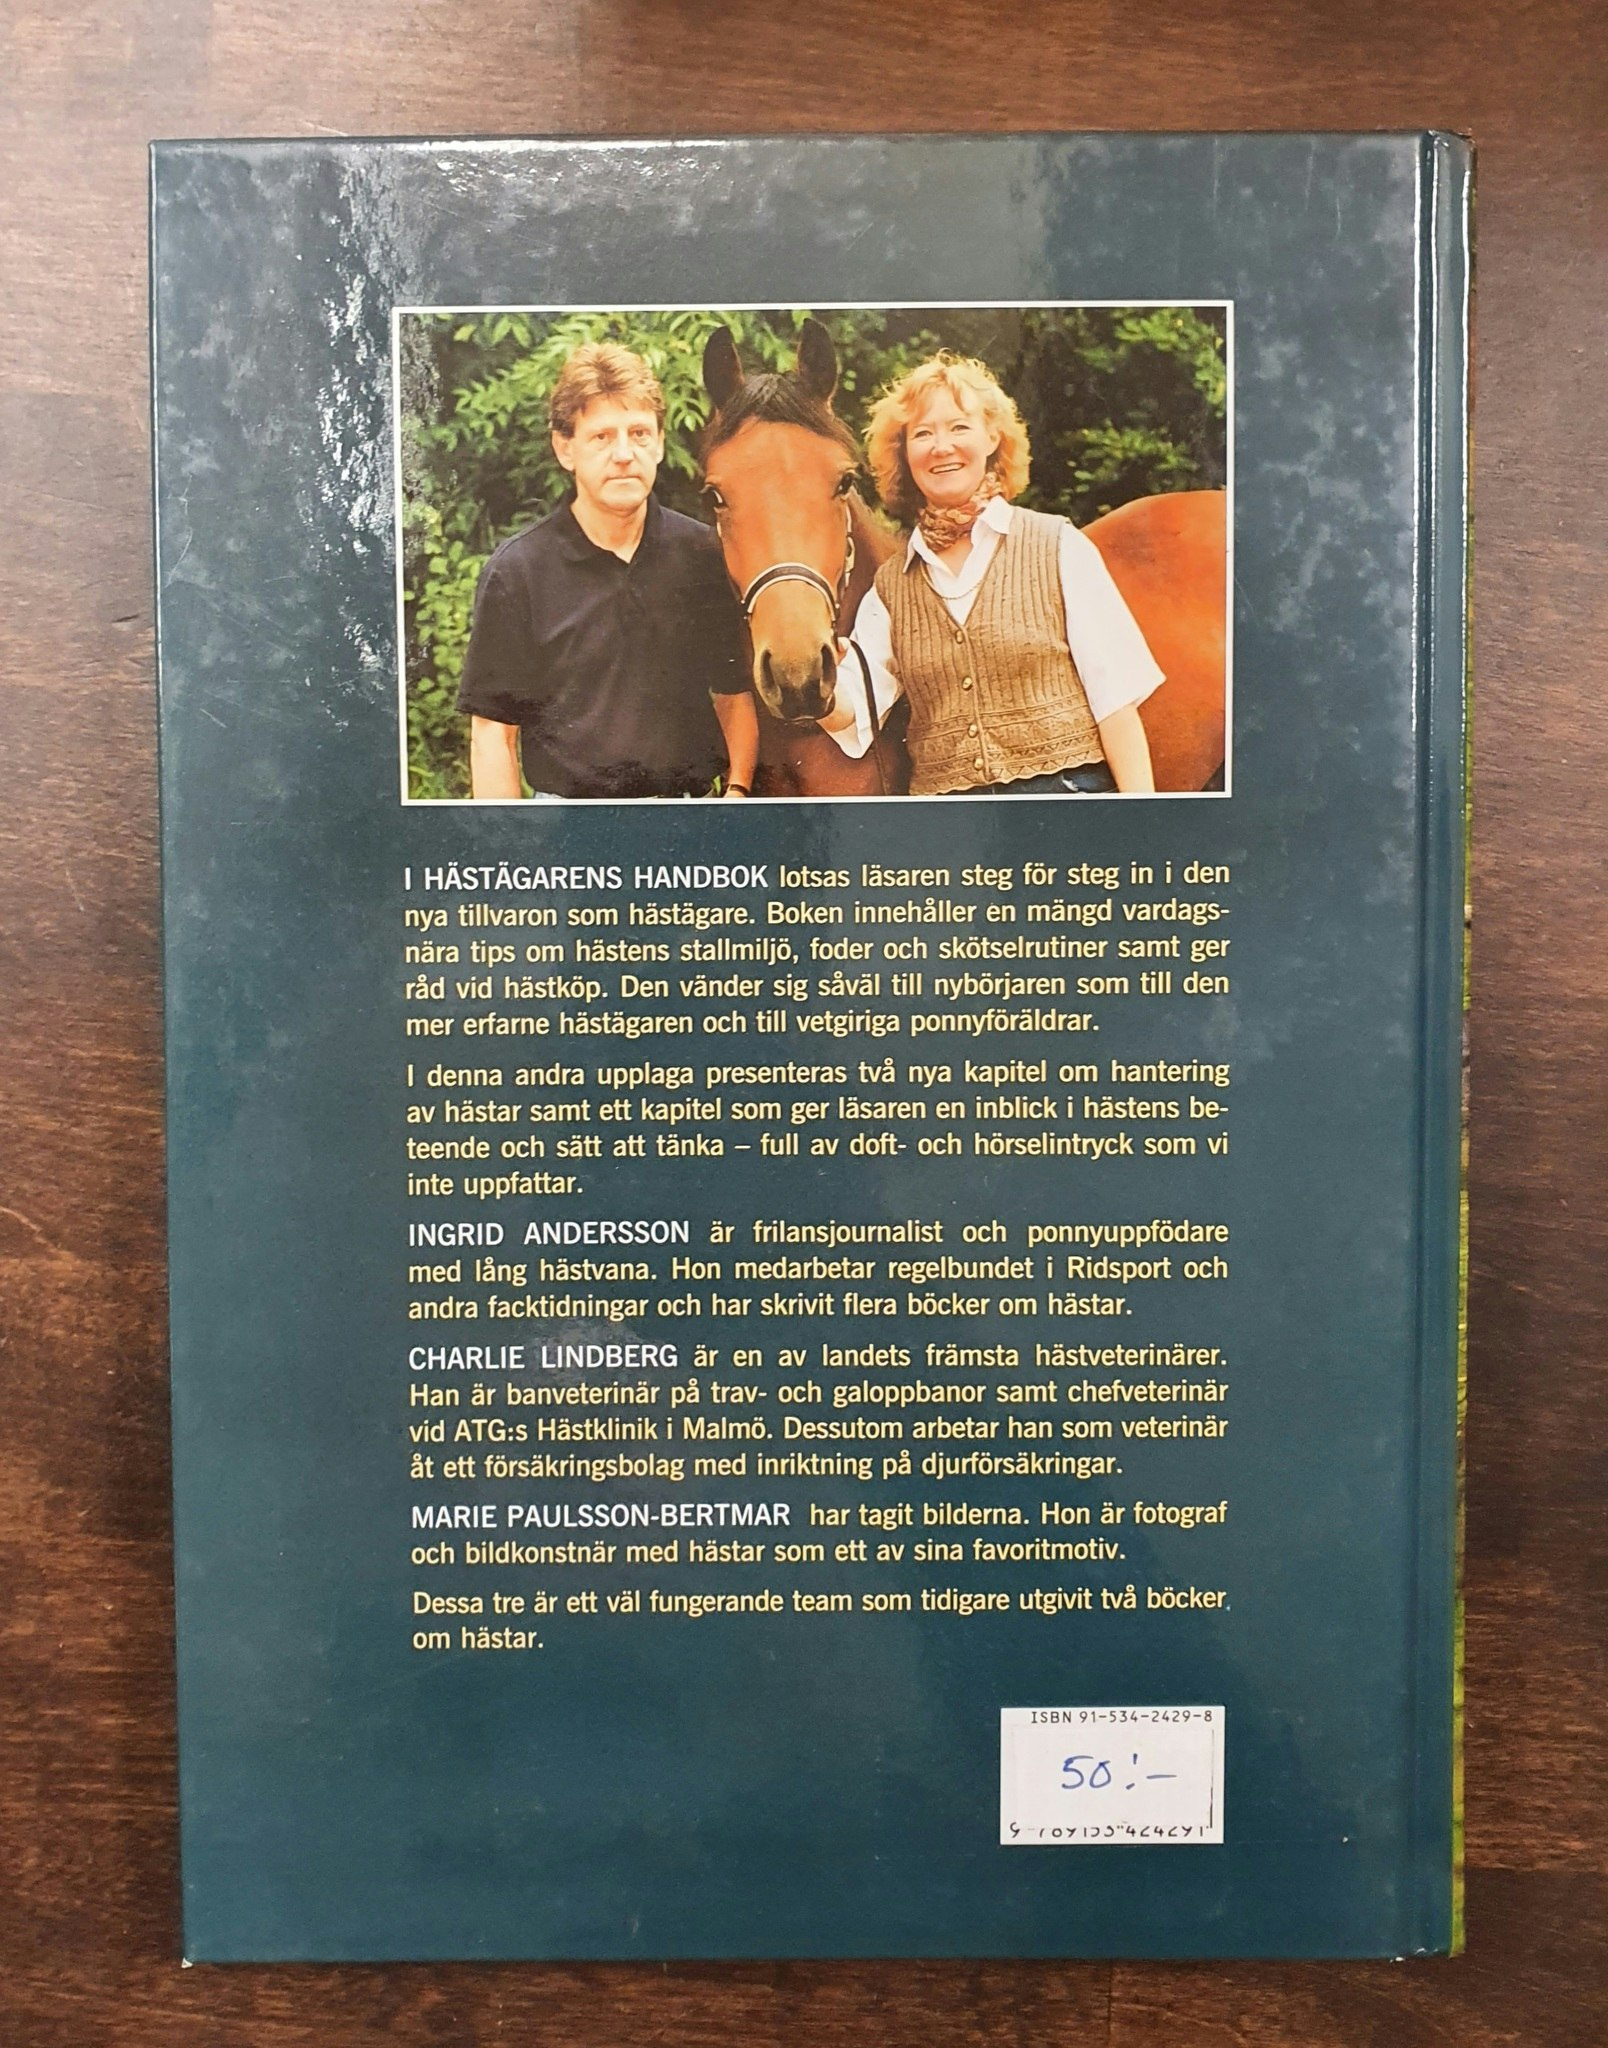 I HÄSTÄGARENS HANDBOK lotsas läsaren steg för steg in i den
nya tillvaron som hästägare. Boken innehåller en mängd vardags-
nära tips om hästens stallmiljö, foder och skötselrutiner samt ger
råd vid hästköp. Den vänder sig såväl till nybörjaren som till den
mer erfarne hästägaren och till vetgiriga ponnyföräldrar.
I denna andra upplaga presenteras två nya kapitel om hantering
av hästar samt ett kapitel som ger läsaren en inblick i hästens be-
teende och sätt att tänka – full av doft- och hörselintryck som vi
inte uppfattar.
INGRID ANDERSSON är frilansjournalist och ponnyuppfödare
med lång hästvana. Hon medarbetar regelbundet i Ridsport och
andra facktidningar och har skrivit flera böcker om hästar.
CHARLIE LINDBERG är en av landets främsta hästveterinärer.
Han är banveterinär på trav- och galoppbanor samt chefveterinär
vid ATG:s Hästklinik i Malmö. Dessutom arbetar han som veterinär
åt ett försäkringsbolag med inriktning på djurförsäkringar.
MARIE PAULSSON-BERTMAR har tagit bilderna. Hon är fotograf
och bildkonstnär med hästar som ett av sina favoritmotiv.
Dessa tre är ett väl fungerande team som tidigare utgivit två böcker
om hästar.
ISBN 91-534-2429-8
50:-